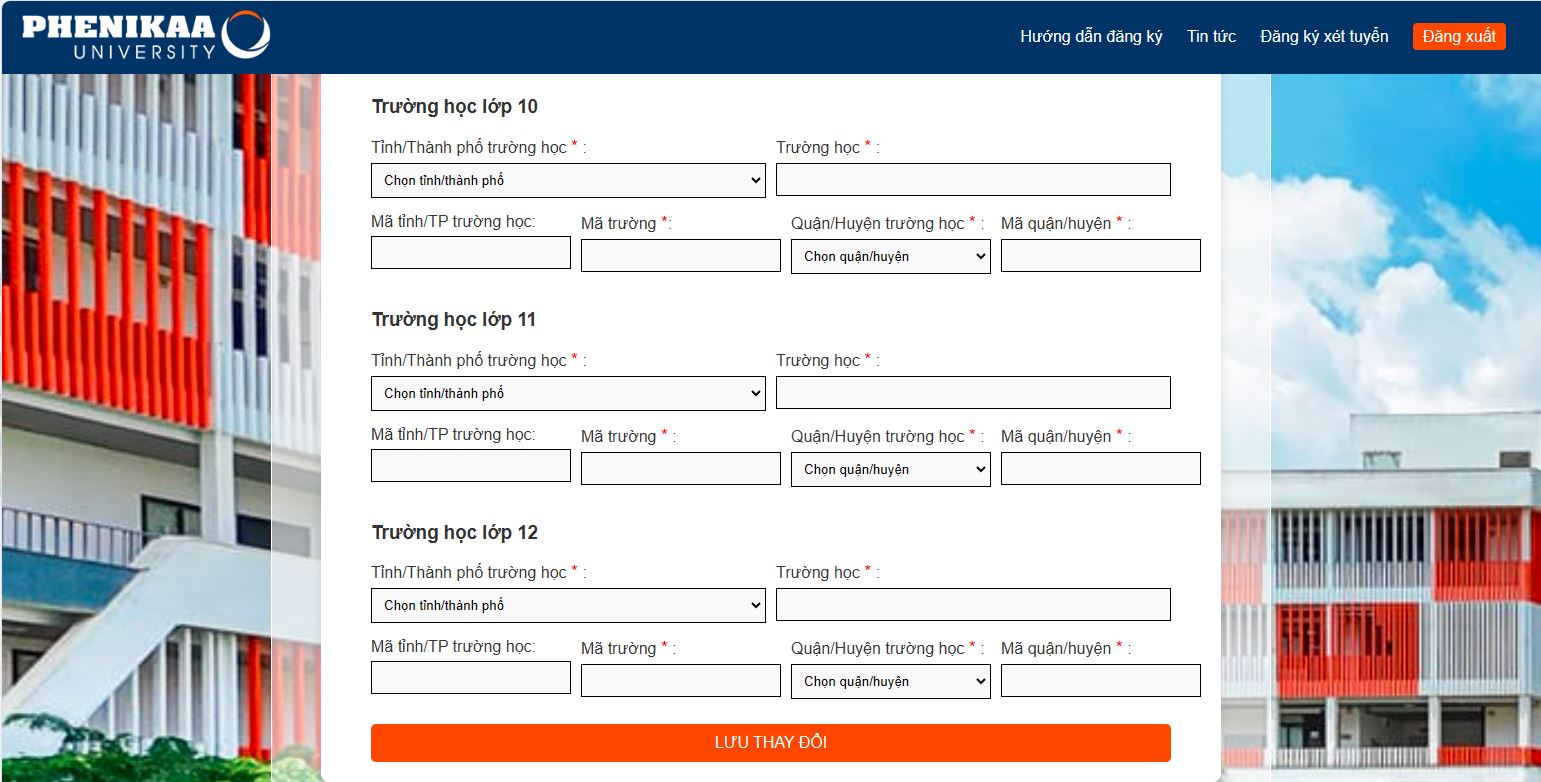 PHENIKAA
UNIVERSITY
Hướng dẫn đăng ký Tin tức Đăng ký xét tuyển Đăng xuất
Trường học lớp 10
Tỉnh/Thành phố trường học * : Trường học * :
Chọn tỉnh/thành phố
Mã tỉnh/TP trường học: Mã trường *: Quận/Huyện trường học * : Mã quận/huyện * :
Chọn quận/huyện
Trường học lớp 11
Tỉnh/Thành phố trường học * : Trường học * :
Chọn tỉnh/thành phố
Mã tỉnh/TP trường học: Mã trường * : Quận/Huyện trường học * : Mã quận/huyện * :
Chọn quận/huyện
Trường học lớp 12
Tỉnh/Thành phố trường học * : Trường học * :
Chọn tỉnh/thành phố
Mã tỉnh/TP trường học: Mã trường * : Quận/Huyện trường học * : Mã quận/huyện * :
Chọn quận/huyện
LƯU THAY ĐỔI